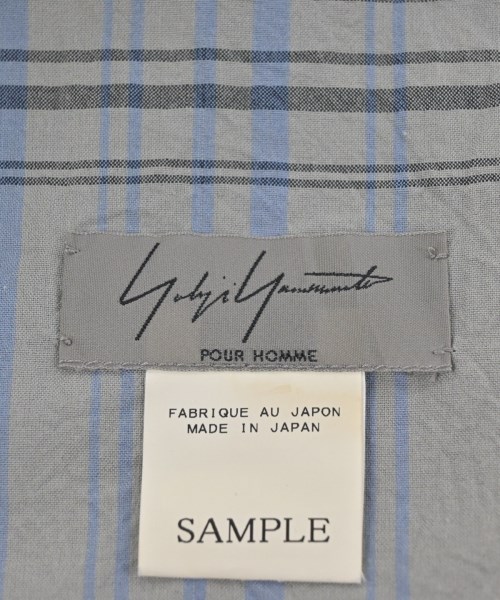 Yohji Yamamoto
POUR HOMME
FABRIQUE AU JAPON
MADE IN JAPAN
SAMPLE